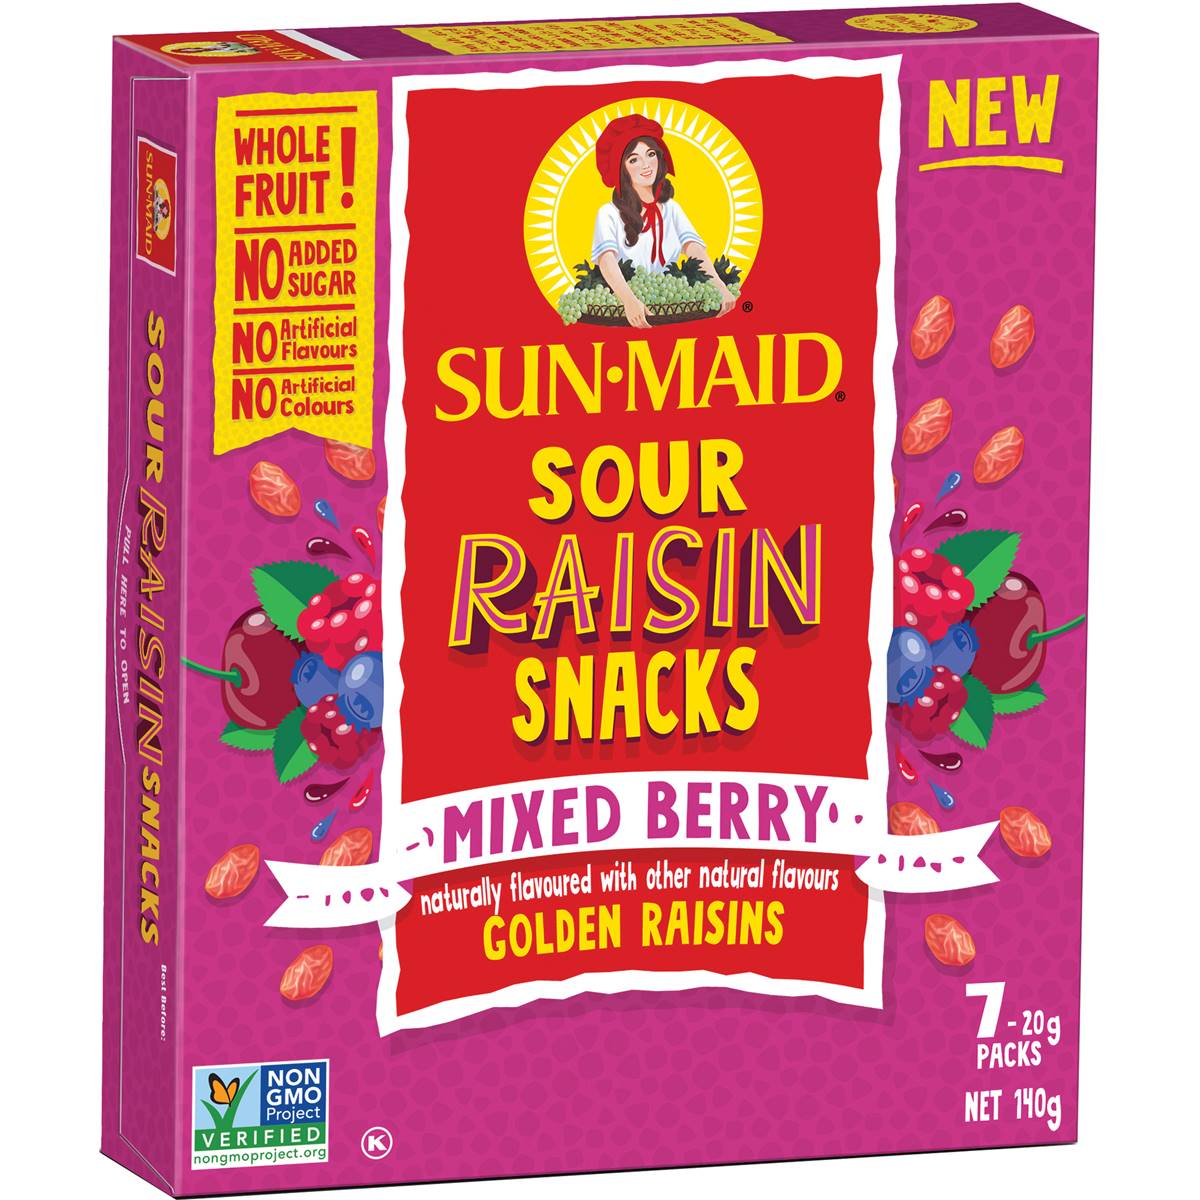 NEW
WHOLE
FRUIT!
NO ADDED
SUGAR
NO Artificial
Flavours
NO Artificial
Colours
SUN-MAID®
SOUR
RAISIN
SNACKS
MIXED BERRY
naturally flavoured with other natural flavours
GOLDEN RAISINS
7-20g
PACKS
NET 140g
NON
GMO
Project
VERIFIED
nongmoproject.org
K
SUN-MAID
SOUR RAISIN SNACKS
PULL HERE TO OPEN
Best Before:
SUN-MAID